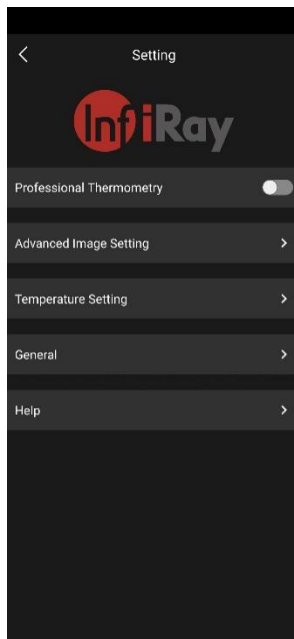 Setting
InfiRay
Professional Thermometry
Advanced Image Setting
Temperature Setting
General
Help